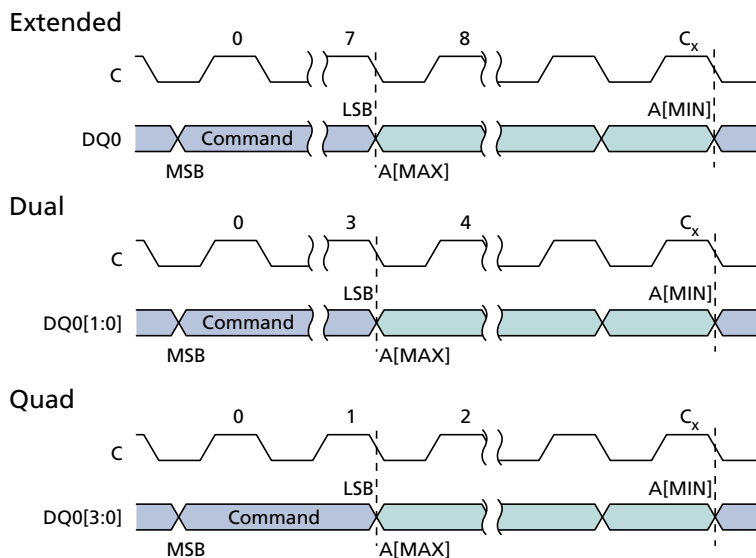 Extended
0 7 8 Cx
C
LSB A[MIN]
DQ0 Command
MSB A[MAX]
Dual
0 3 4 Cx
C
LSB A[MIN]
DQ0[1:0] Command
MSB A[MAX]
Quad
0 1 2 Cx
C
LSB A[MIN]
DQ0[3:0] Command
MSB A[MAX]